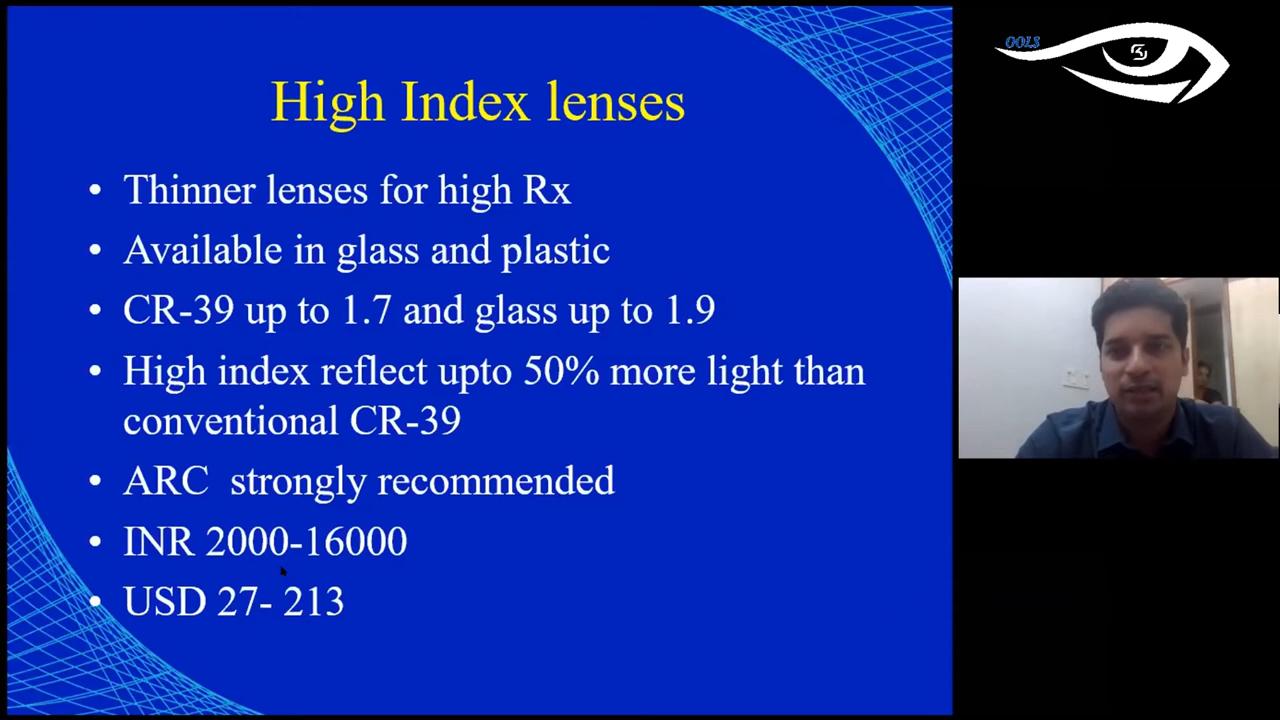 High Index lenses
• Thinner lenses for high Rx
• Available in glass and plastic
• CR-39 up to 1.7 and glass up to 1.9
• High index reflect upto 50% more light than
conventional CR-39
• ARC  strongly recommended
• INR 2000-16000
• USD 27- 213
OOLS